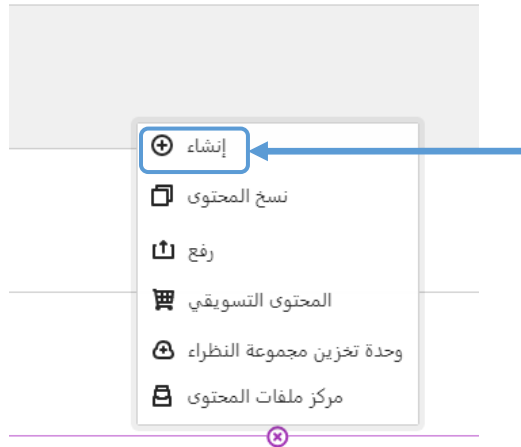 إنشاء
نسخ المحتوى
رفع
المحتوى التسويقي
وحدة تخزين مجموعة النظراء
مركز ملفات المحتوى